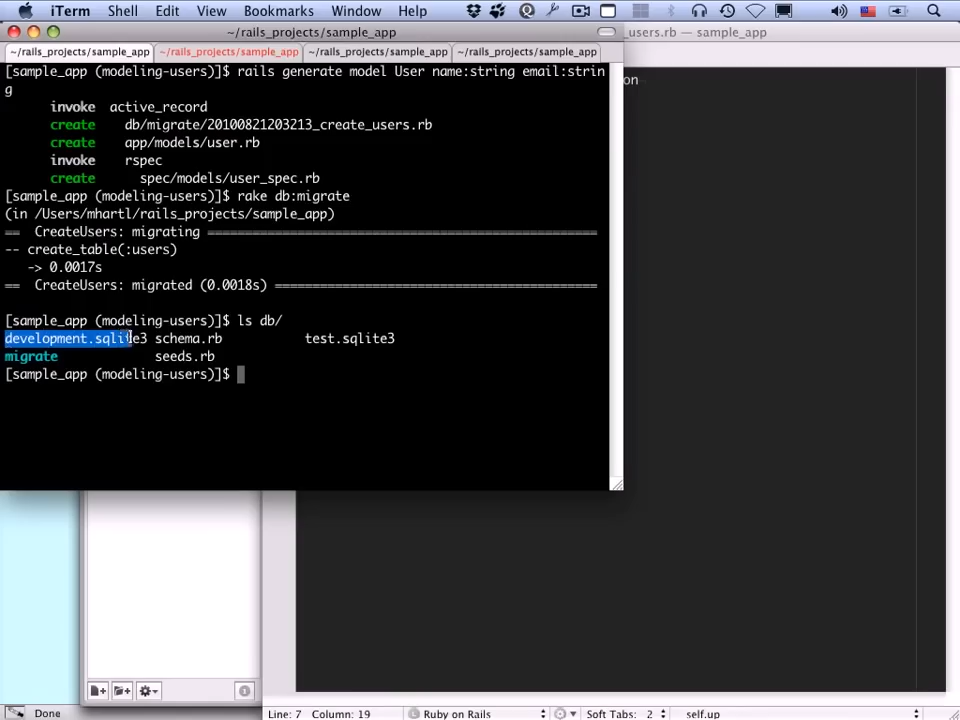 iTerm Shell Edit View Bookmarks Window Help
~/rails_projects/sample_app
_users.rb — sample_app
~/rails_projects/sample_app ~/rails_projects/sample_app ~/rails_projects/sample_app ~/rails_projects/sample_app
[sample_app (modeling-users)]$ rails generate model User name:string email:strin
g
on
invoke active_record
create db/migrate/20100821203213_create_users.rb
create app/models/user.rb
invoke rspec
create spec/models/user_spec.rb
[sample_app (modeling-users)]$ rake db:migrate
(in /Users/mhartl/rails_projects/sample_app)
== CreateUsers: migrating ====================================================
-- create_table(:users)
-> 0.0017s
== CreateUsers: migrated (0.0018s) ===========================================
[sample_app (modeling-users)]$ ls db/
development.sqlite3 schema.rb test.sqlite3
migrate seeds.rb
[sample_app (modeling-users)]$
Done
Line: 7 Column: 19 Ruby on Rails Soft Tabs: 2 self.up